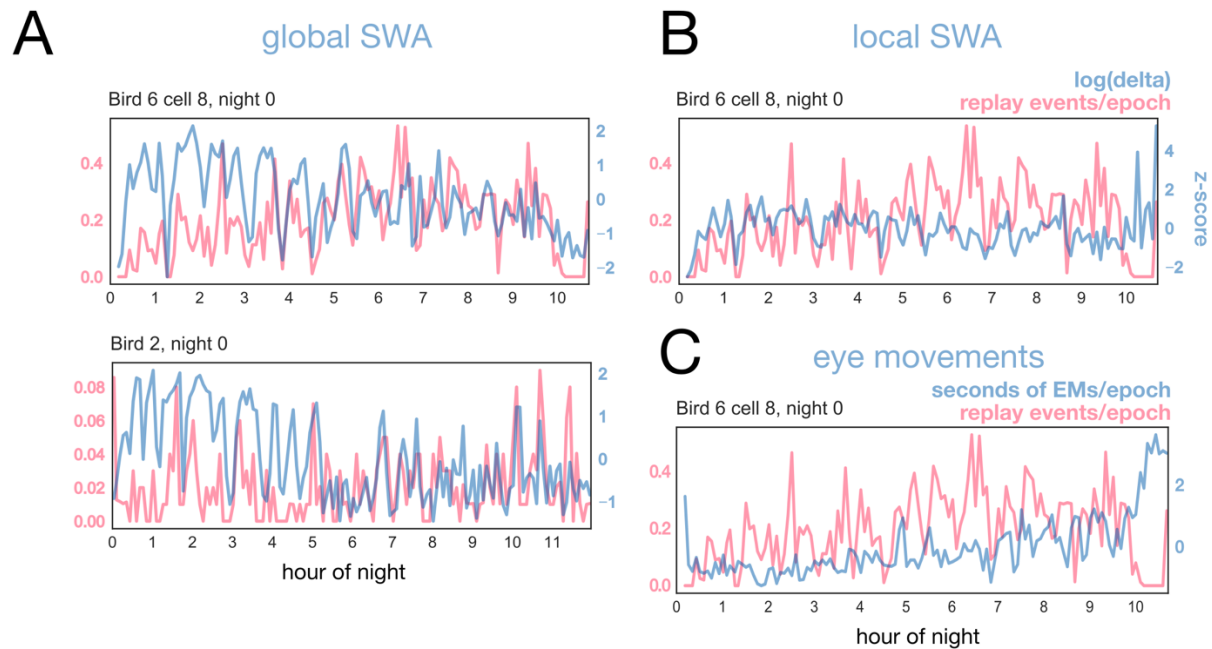 A
global SWA
Bird 6 cell 8, night 0
0.4
0.2
0.0
2
1
0
−1
−2
0 1 2 3 4 5 6 7 8 9 10
Bird 2, night 0
0.08
0.06
0.04
0.02
0.00
2
1
0
−1
0 1 2 3 4 5 6 7 8 9 10 11
hour of night
B
local SWA
log(delta)
Bird 6 cell 8, night 0 replay events/epoch
0.4
0.2
0.0
4
2
0
−2
z-score
0 1 2 3 4 5 6 7 8 9 10
C
eye movements
seconds of EMs/epoch
Bird 6 cell 8, night 0 replay events/epoch
0.4
0.2
0.0
2
0
0 1 2 3 4 5 6 7 8 9 10
hour of night